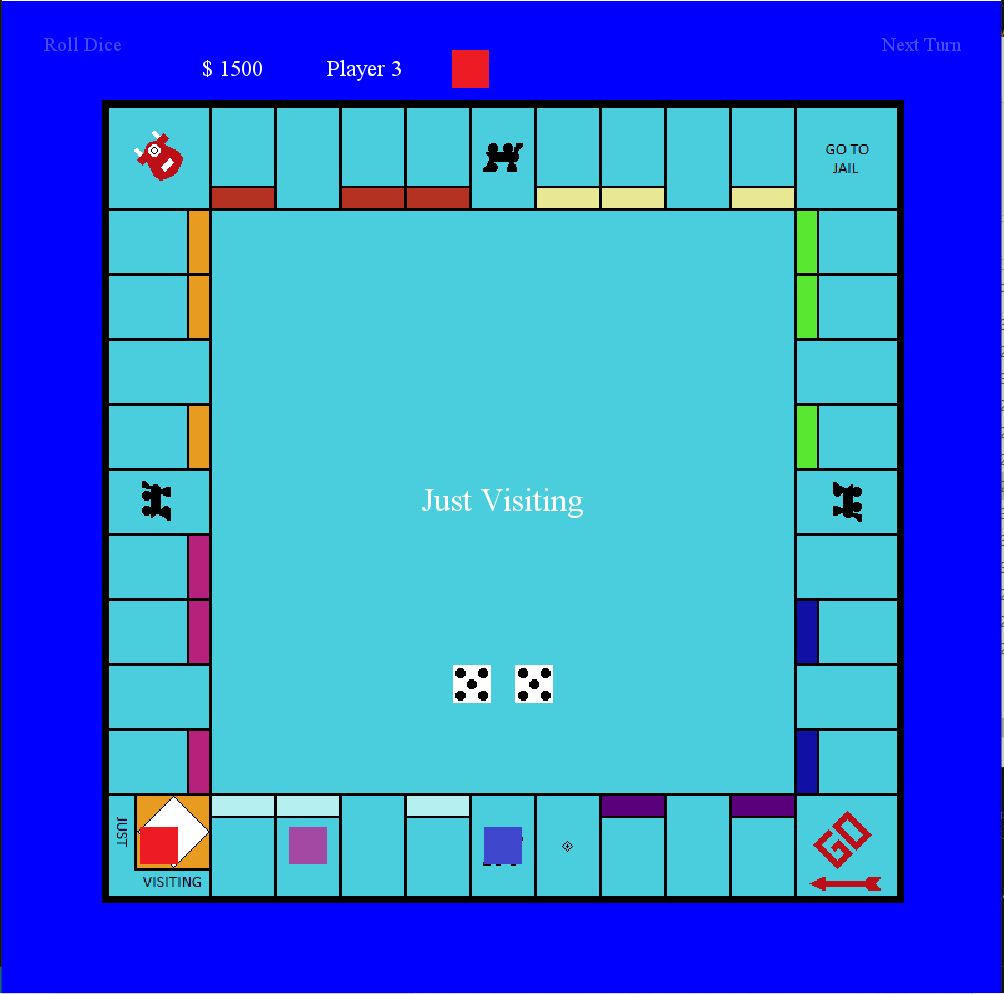 Roll Dice
Next Turn
$ 1500
Player 3
GO TO
JAIL
Just Visiting
JUST
VISITING
GO